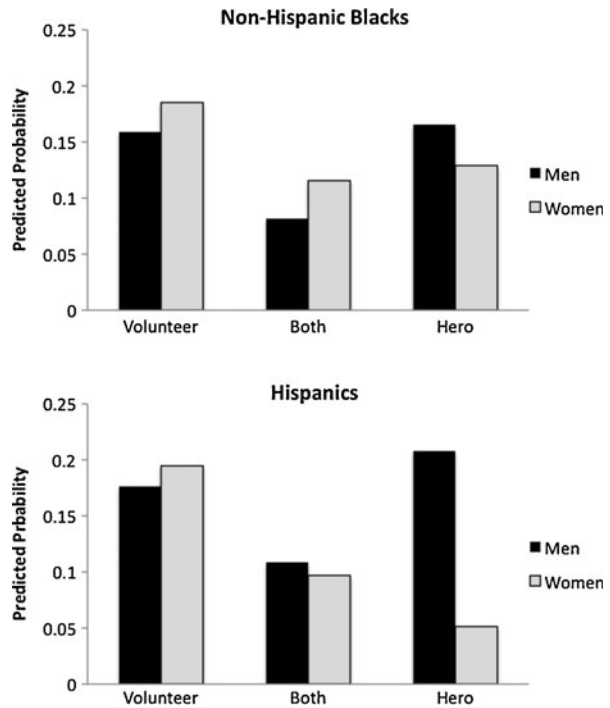 Non-Hispanic Blacks
Predicted Probability
0.25
0.2
0.15
0.1
0.05
0
Volunteer Both Hero
Men
Women
Hispanics
Predicted Prbability
0.25
0.2
0.15
0.1
0.05
0
Volunteer Both Hero
Men
Women